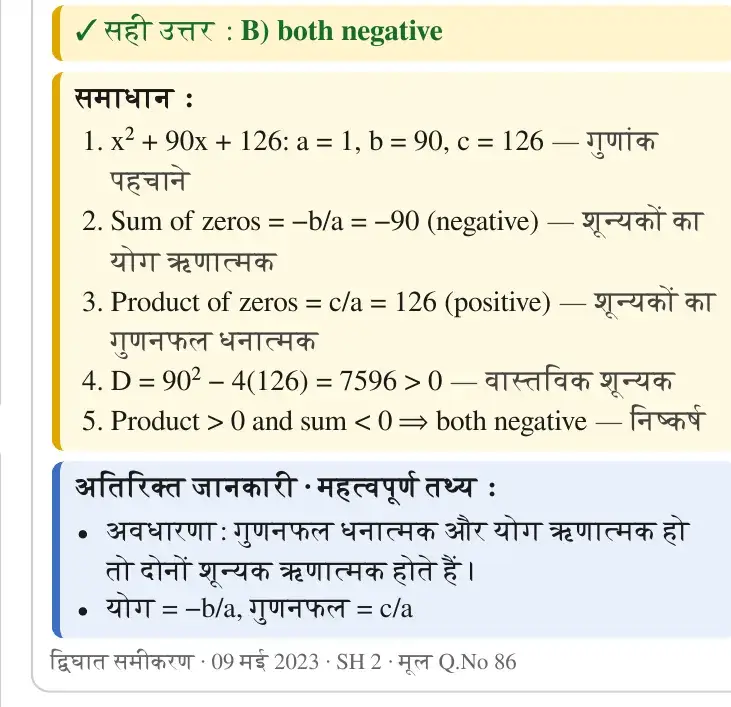 ✓ सही उत्तर : B) both negative
समाधान :
1. x² + 90x + 126: a = 1, b = 90, c = 126 — गुणांक
पहचाने
2. Sum of zeros = −b/a = −90 (negative) — शून्यकों का
योग ऋणात्मक
3. Product of zeros = c/a = 126 (positive) — शून्यकों का
गुणनफल धनात्मक
4. D = 90² − 4(126) = 7596 > 0 — वास्तविक शून्यक
5. Product > 0 and sum < 0 ⟹ both negative — निष्कर्ष
अतिरिक्त जानकारी · महत्वपूर्ण तथ्य :
• अवधारणा : गुणनफल धनात्मक और योग ऋणात्मक हो
तो दोनों शून्यक ऋणात्मक होते हैं।
• योग = −b/a, गुणनफल = c/a
द्विघात समीकरण · 09 मई 2023 · SH 2 · मूल Q.No 86